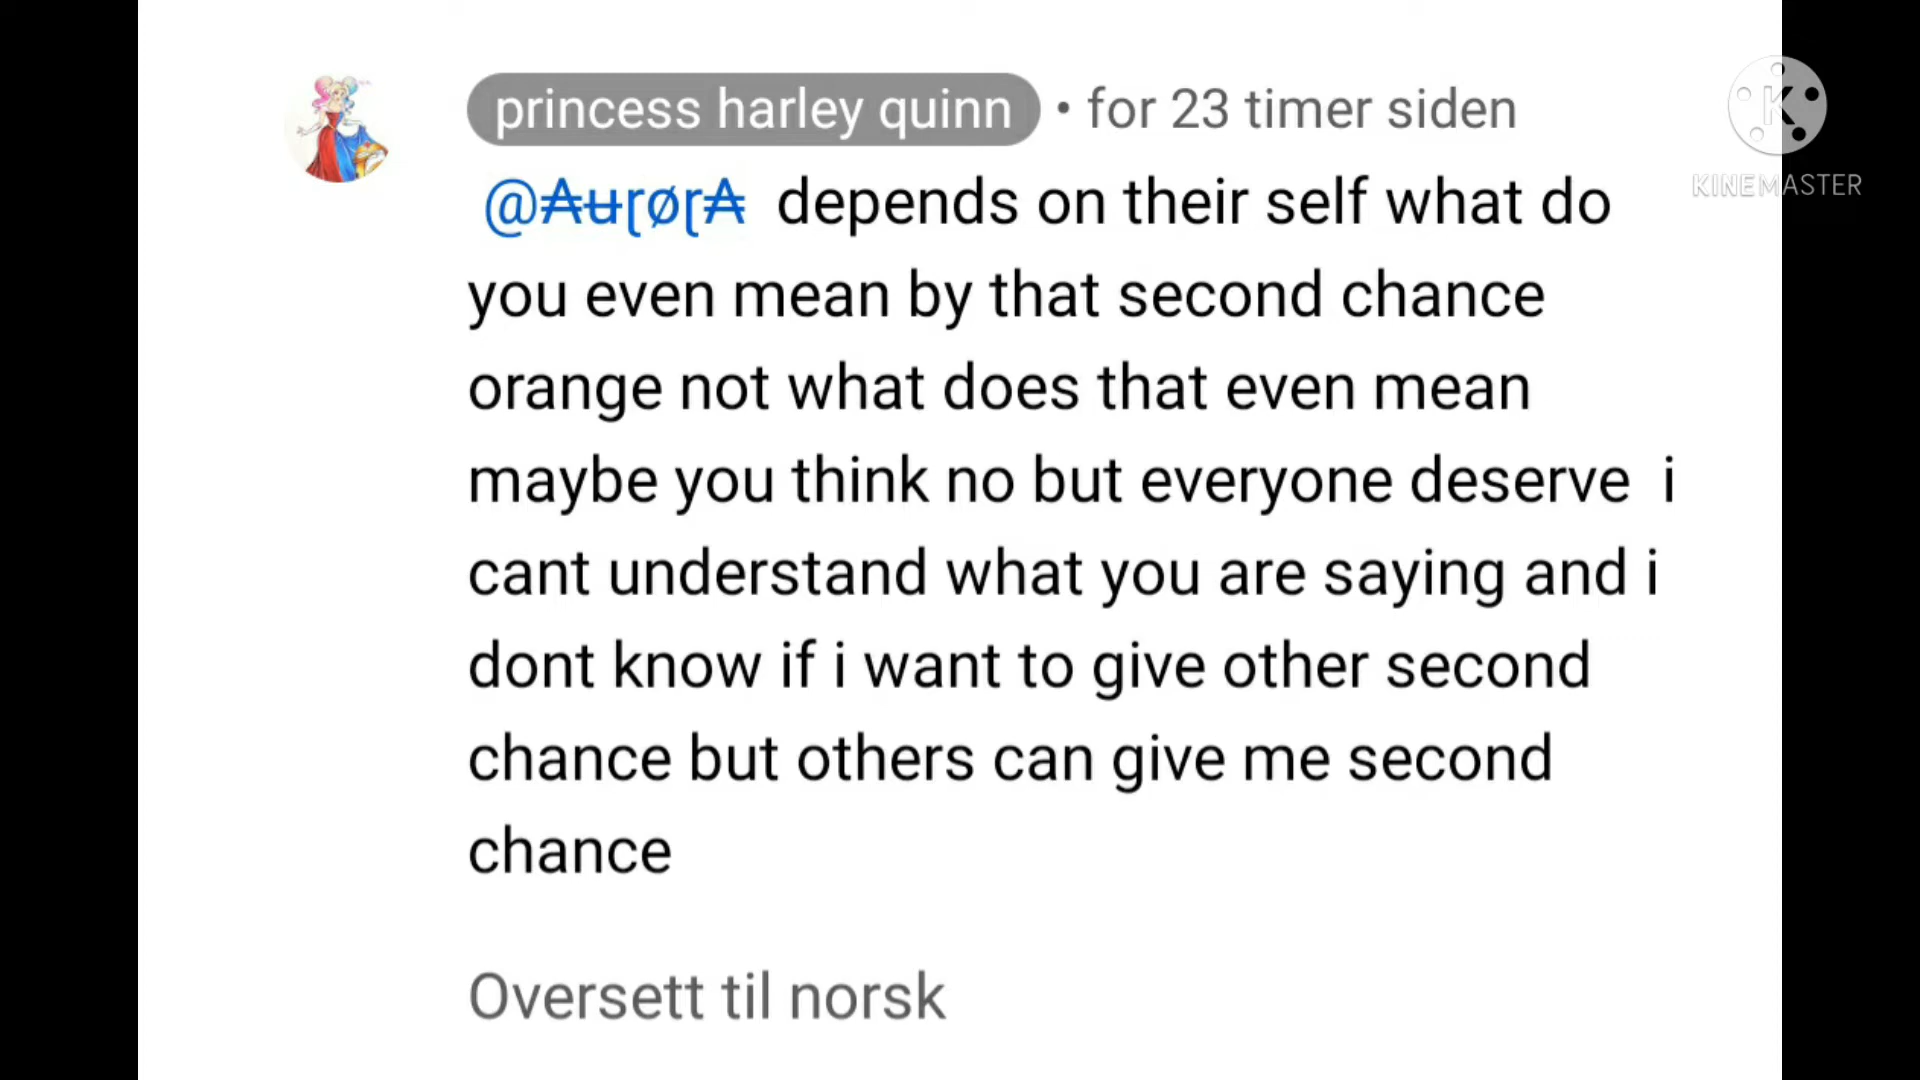 princess harley quinn • for 23 timer siden
KINEMASTER
@₳ʉɽøɽ₳ depends on their self what do
you even mean by that second chance
orange not what does that even mean
maybe you think no but everyone deserve i
cant understand what you are saying and i
dont know if i want to give other second
chance but others can give me second
chance
Oversett til norsk